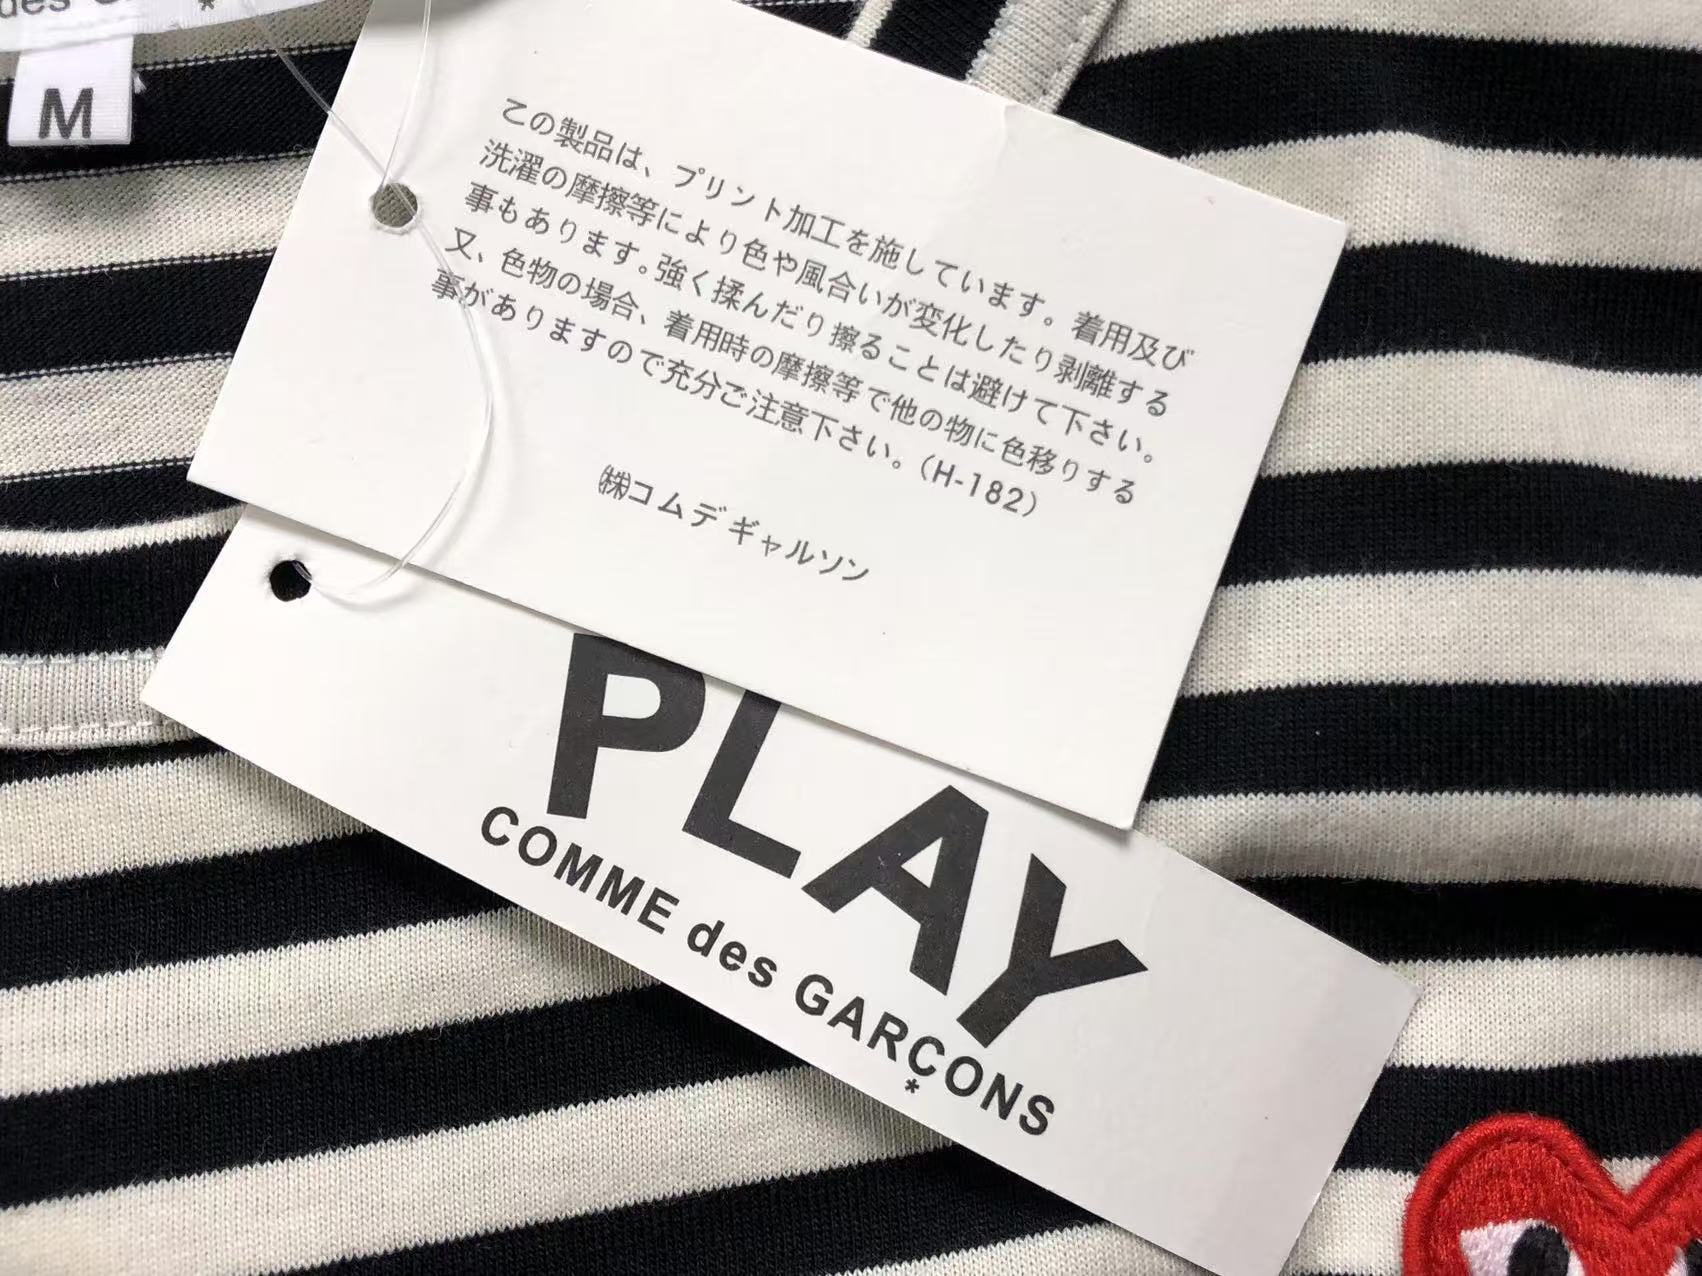 des
M
この製品は、プリント加工を施しています。着用及び
洗濯の摩擦等により色や風合いが変化したり剥離する
事もあります。強く揉んだり擦ることは避けて下さい。
又、色物の場合、着用時の摩擦等で他の物に色移りする
事がありますので充分ご注意下さい。(H-182)
㈱コムデギャルソン
PLAY
COMME des GARÇONS
*